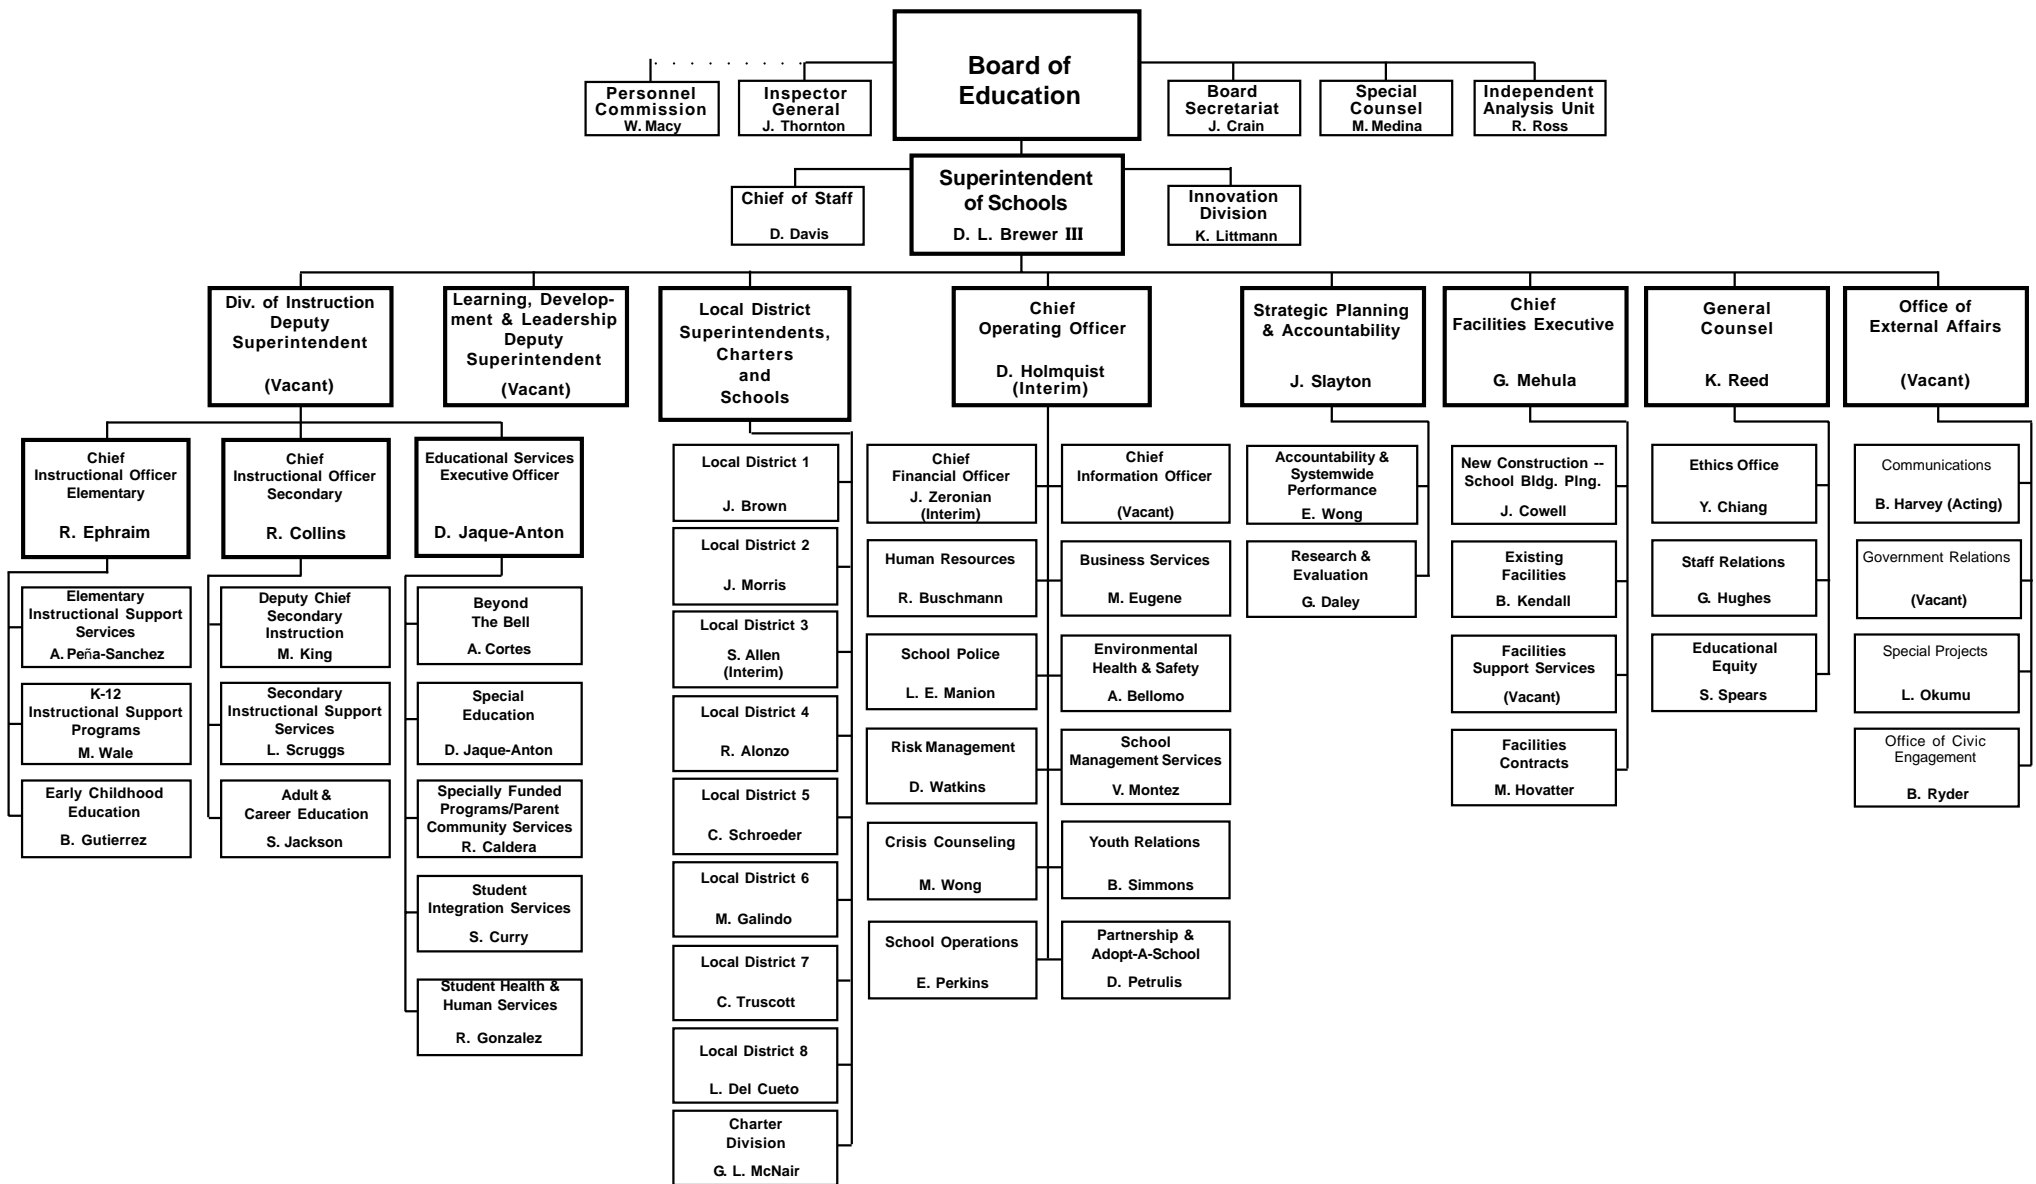 Board of
Education
Personnel
Commission
W. Macy
Inspector
General
J. Thornton
Board
Secretariat
J. Crain
Special
Counsel
M. Medina
Independent
Analysis Unit
R. Ross
Superintendent
of Schools
D. L. Brewer III
Chief of Staff
D. Davis
Innovation
Division
K. Littmann
Div. of Instruction
Deputy
Superintendent
(Vacant)
Learning, Develop-
ment & Leadership
Deputy
Superintendent
(Vacant)
Local District
Superintendents,
Charters
and
Schools
Chief
Operating Officer
D. Holmquist
(Interim)
Strategic Planning
& Accountability
J. Slayton
Chief
Facilities Executive
G. Mehula
General
Counsel
K. Reed
Office of
External Affairs
(Vacant)
Chief
Instructional Officer
Elementary
R. Ephraim
Chief
Instructional Officer
Secondary
R. Collins
Educational Services
Executive Officer
D. Jaque-Anton
Elementary
Instructional Support
Services
A. Peña-Sanchez
K-12
Instructional Support
Programs
M. Wale
Early Childhood
Education
B. Gutierrez
Deputy Chief
Secondary
Instruction
M. King
Secondary
Instructional Support
Services
L. Scruggs
Adult &
Career Education
S. Jackson
Beyond
The Bell
A. Cortes
Special
Education
D. Jaque-Anton
Specially Funded
Programs/Parent
Community Services
R. Caldera
Student
Integration Services
S. Curry
Student Health &
Human Services
R. Gonzalez
Local District 1
J. Brown
Local District 2
J. Morris
Local District 3
S. Allen
(Interim)
Local District 4
R. Alonzo
Local District 5
C. Schroeder
Local District 6
M. Galindo
Local District 7
C. Truscott
Local District 8
L. Del Cueto
Charter
Division
G. L. McNair
Chief
Financial Officer
J. Zeronian
(Interim)
Chief
Information Officer
(Vacant)
Human Resources
R. Buschmann
Business Services
M. Eugene
School Police
L. E. Manion
Environmental
Health & Safety
A. Bellomo
Risk Management
D. Watkins
School
Management Services
V. Montez
Crisis Counseling
M. Wong
Youth Relations
B. Simmons
School Operations
E. Perkins
Partnership &
Adopt-A-School
D. Petrulis
Accountability &
Systemwide
Performance
E. Wong
Research &
Evaluation
G. Daley
New Construction --
School Bldg. Plng.
J. Cowell
Existing
Facilities
B. Kendall
Facilities
Support Services
(Vacant)
Facilities
Contracts
M. Hovatter
Ethics Office
Y. Chiang
Staff Relations
G. Hughes
Educational
Equity
S. Spears
Communications
B. Harvey (Acting)
Government Relations
(Vacant)
Special Projects
L. Okumu
Office of Civic
Engagement
B. Ryder